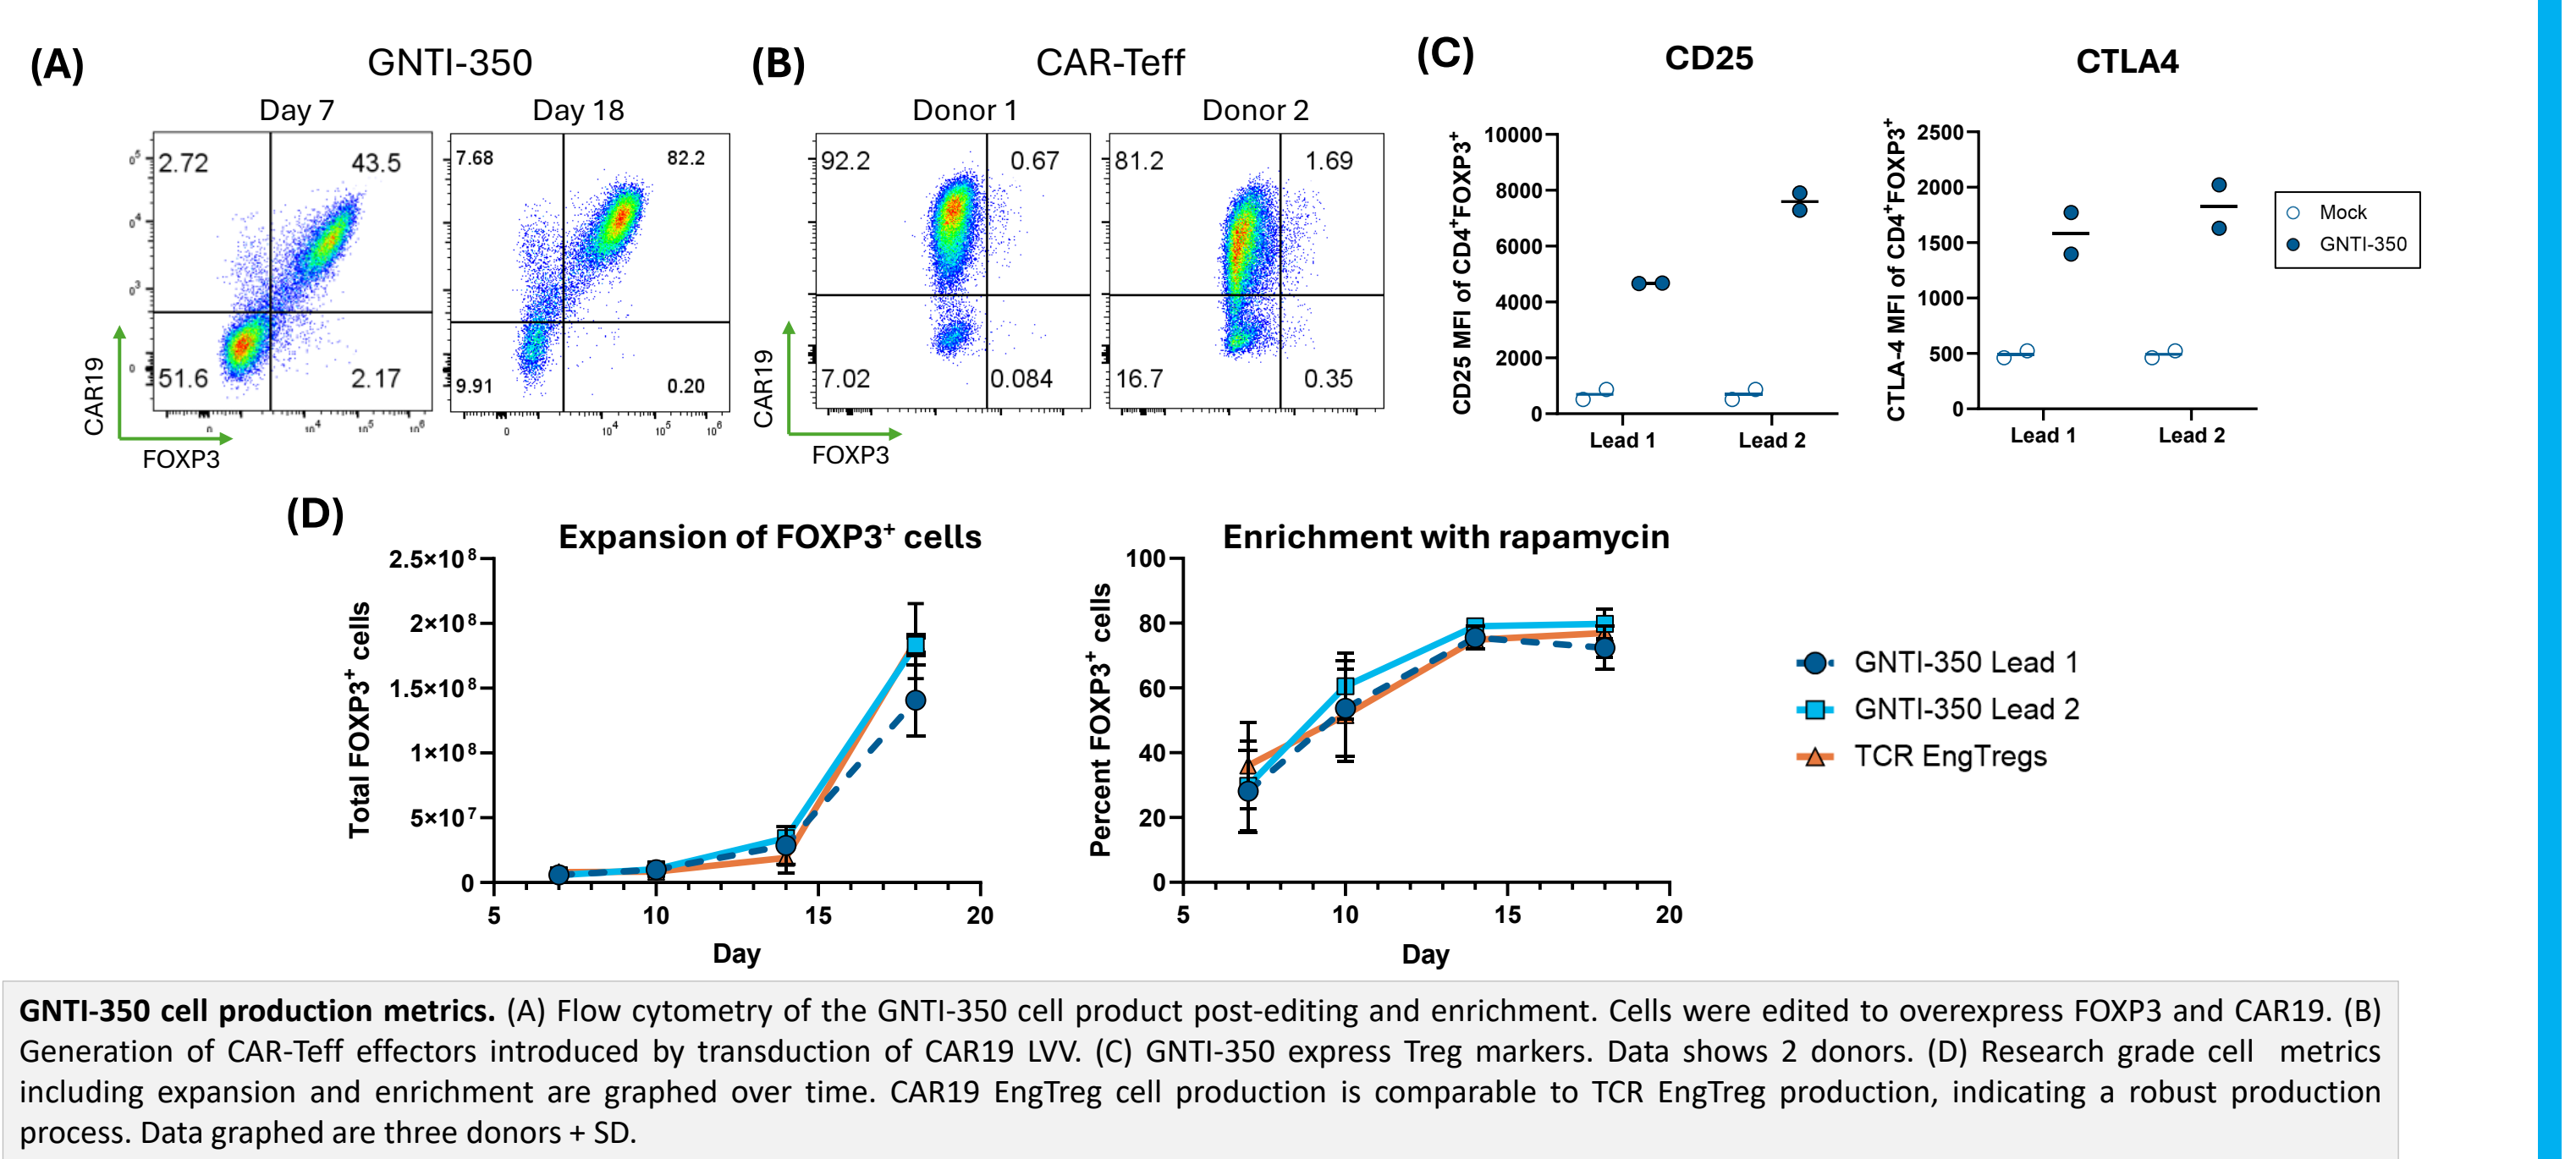 (A)
GNTI-350
Day 7
Day 18
2.72
43.5
51.6
2.17
7.68
82.2
9.91
0.20
CAR19
FOXP3
(B)
CAR-Teff
Donor 1
Donor 2
92.2
0.67
7.02
0.084
81.2
1.69
16.7
0.35
CAR19
FOXP3
(C)
CD25
CD25 MFI of CD4⁺FOXP3⁺
10000
8000
6000
4000
2000
0
Lead 1
Lead 2
CTLA4
CTLA-4 MFI of CD4⁺FOXP3⁺
2500
2000
1500
1000
500
0
Lead 1
Lead 2
Mock
GNTI-350
(D)
Expansion of FOXP3⁺ cells
Total FOXP3⁺ cells
2.5×10⁸
2×10⁸
1.5×10⁸
1×10⁸
5×10⁷
0
5 10 15 20
Day
Enrichment with rapamycin
Percent FOXP3⁺ cells
100
80
60
40
20
0
5 10 15 20
Day
GNTI-350 Lead 1
GNTI-350 Lead 2
TCR EngTregs
GNTI-350 cell production metrics. (A) Flow cytometry of the GNTI-350 cell product post-editing and enrichment. Cells were edited to overexpress FOXP3 and CAR19. (B)
Generation of CAR-Teff effectors introduced by transduction of CAR19 LVV. (C) GNTI-350 express Treg markers. Data shows 2 donors. (D) Research grade cell metrics
including expansion and enrichment are graphed over time. CAR19 EngTreg cell production is comparable to TCR EngTreg production, indicating a robust production
process. Data graphed are three donors + SD.